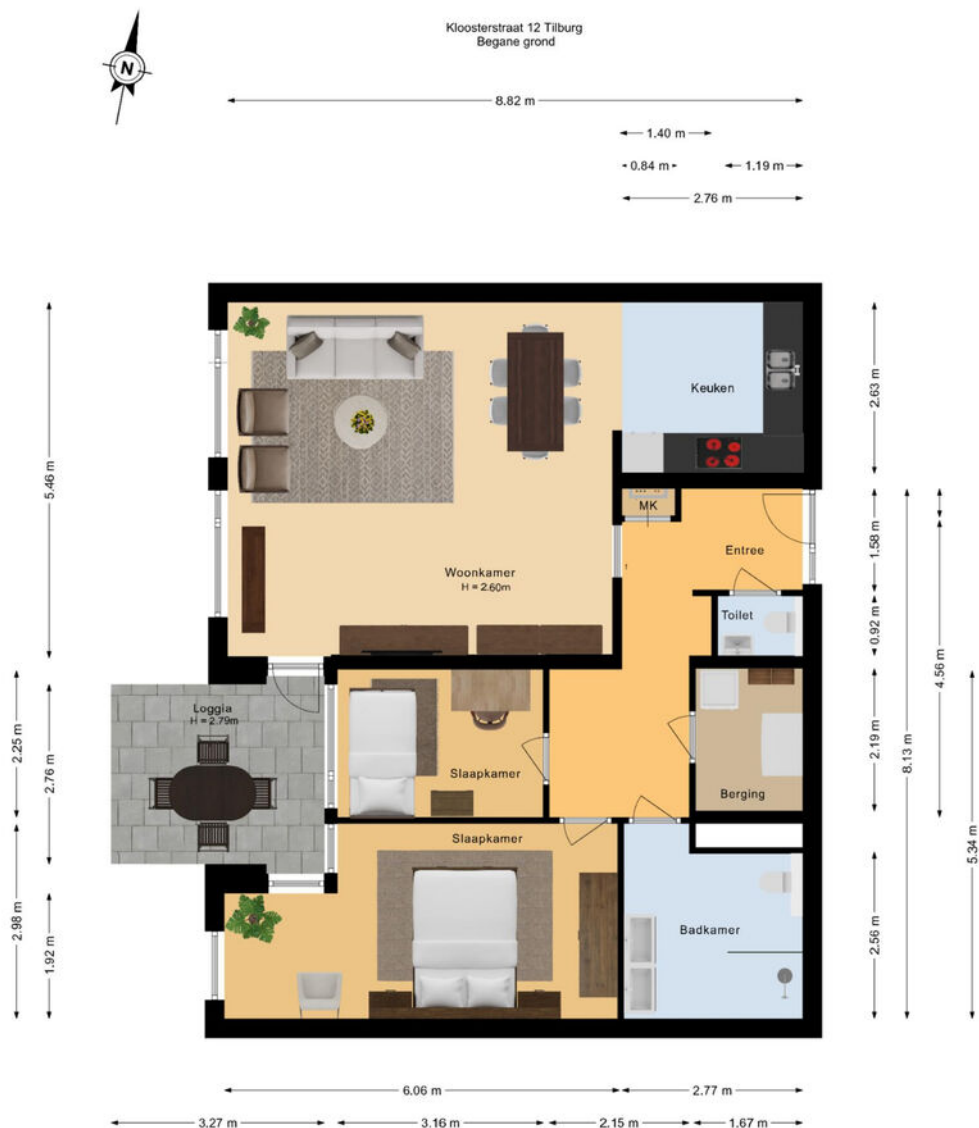 Kloosterstraat 12 Tilburg
Begane grond
N
8.82 m
1.40 m
0.84 m
1.19 m
2.76 m
5.46 m
2.63 m
Keuken
MK
Entree
1.58 m
Woonkamer
H = 2.60m
Toilet
0.92 m
4.56 m
2.25 m
2.76 m
Loggia
H = 2.79m
Slaapkamer
Berging
2.19 m
8.13 m
Slaapkamer
5.34 m
2.98 m
1.92 m
Badkamer
2.56 m
6.06 m
2.77 m
3.27 m
3.16 m
2.15 m
1.67 m